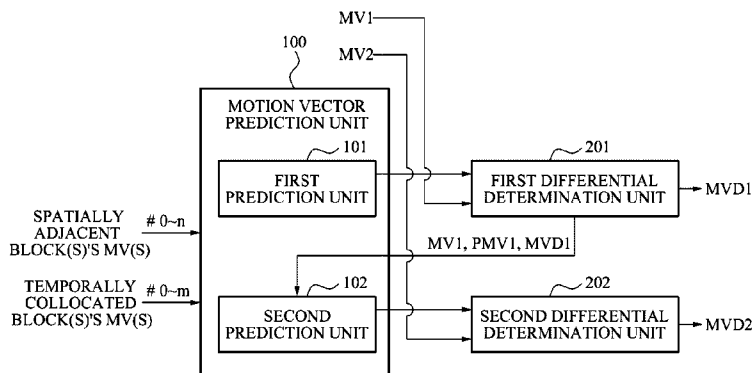 MV1
MV2
100
MOTION VECTOR
PREDICTION UNIT
101
FIRST
PREDICTION UNIT
201
FIRST DIFFERENTIAL
DETERMINATION UNIT
MVD1
SPATIALLY
ADJACENT
BLOCK(S)'S MV(S)
# 0~n
MV1, PMV1, MVD1
TEMPORALLY
COLLOCATED
BLOCK(S)'S MV(S)
# 0~m
102
SECOND
PREDICTION UNIT
202
SECOND DIFFERENTIAL
DETERMINATION UNIT
MVD2